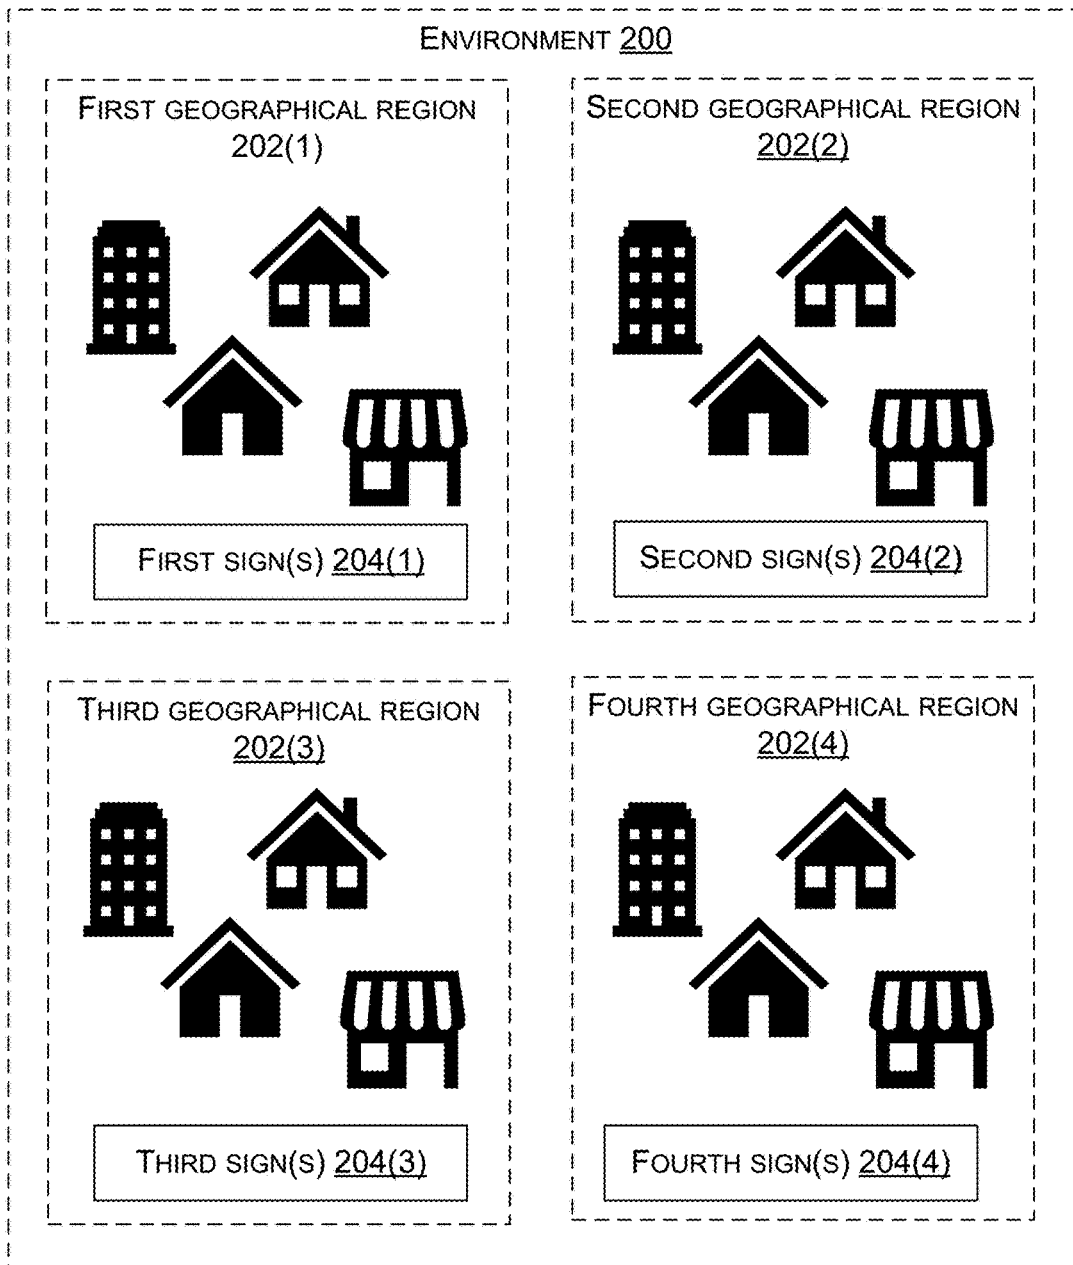 ENVIRONMENT 200
FIRST GEOGRAPHICAL REGION
202(1)
SECOND GEOGRAPHICAL REGION
202(2)
FIRST SIGN(S) 204(1)
SECOND SIGN(S) 204(2)
THIRD GEOGRAPHICAL REGION
202(3)
FOURTH GEOGRAPHICAL REGION
202(4)
THIRD SIGN(S) 204(3)
FOURTH SIGN(S) 204(4)